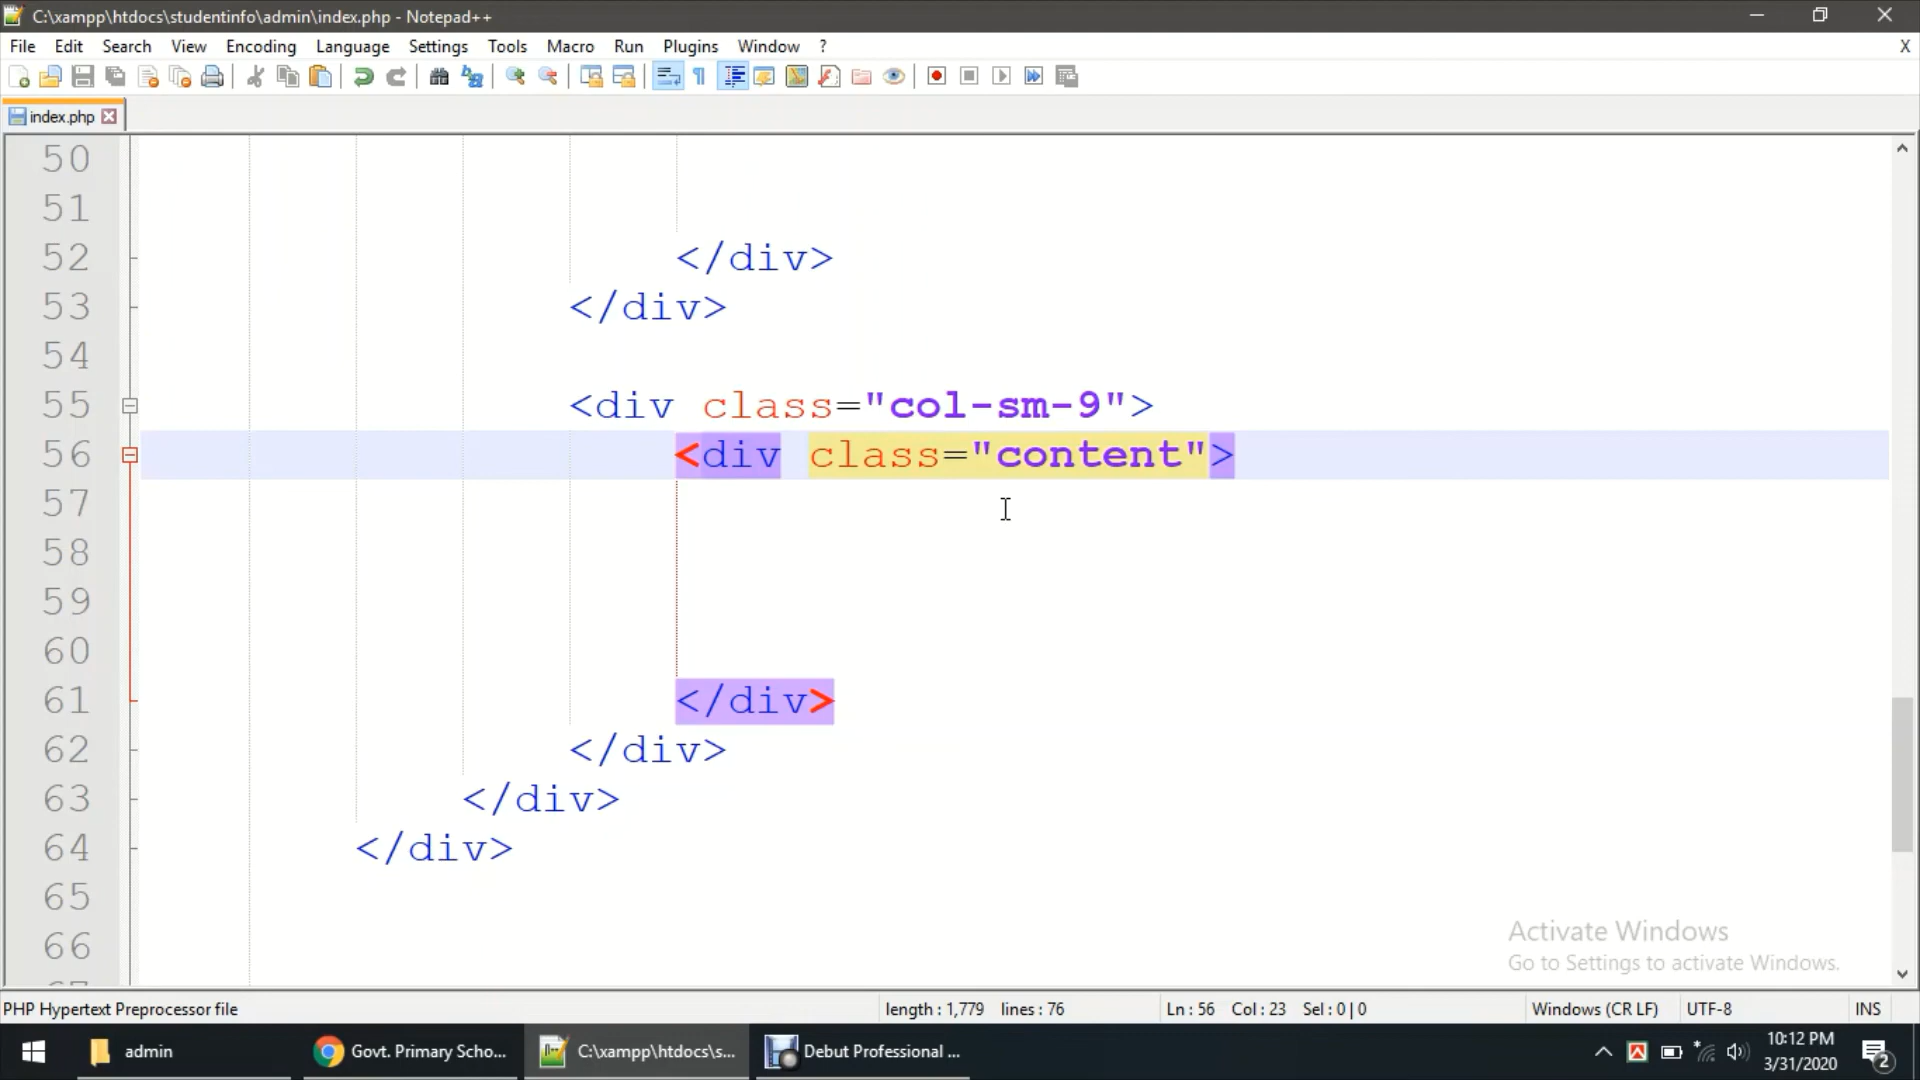 C:\xampp\htdocs\studentinfo\admin\index.php - Notepad++
File Edit Search View Encoding Language Settings Tools Macro Run Plugins Window ? X
index.php
50
51
52 </div>
53 </div>
54
55 <div class="col-sm-9">
56 <div class="content">
57
58
59
60
61 </div>
62 </div>
63 </div>
64 </div>
65
66
Activate Windows
Go to Settings to activate Windows.
PHP Hypertext Preprocessor file length : 1,779 lines : 76 Ln : 56 Col : 23 Sel : 0 | 0 Windows (CR LF) UTF-8 INS
admin Govt. Primary Scho... C:\xampp\htdocs\s... Debut Professional ... 10:12 PM
3/31/2020 2